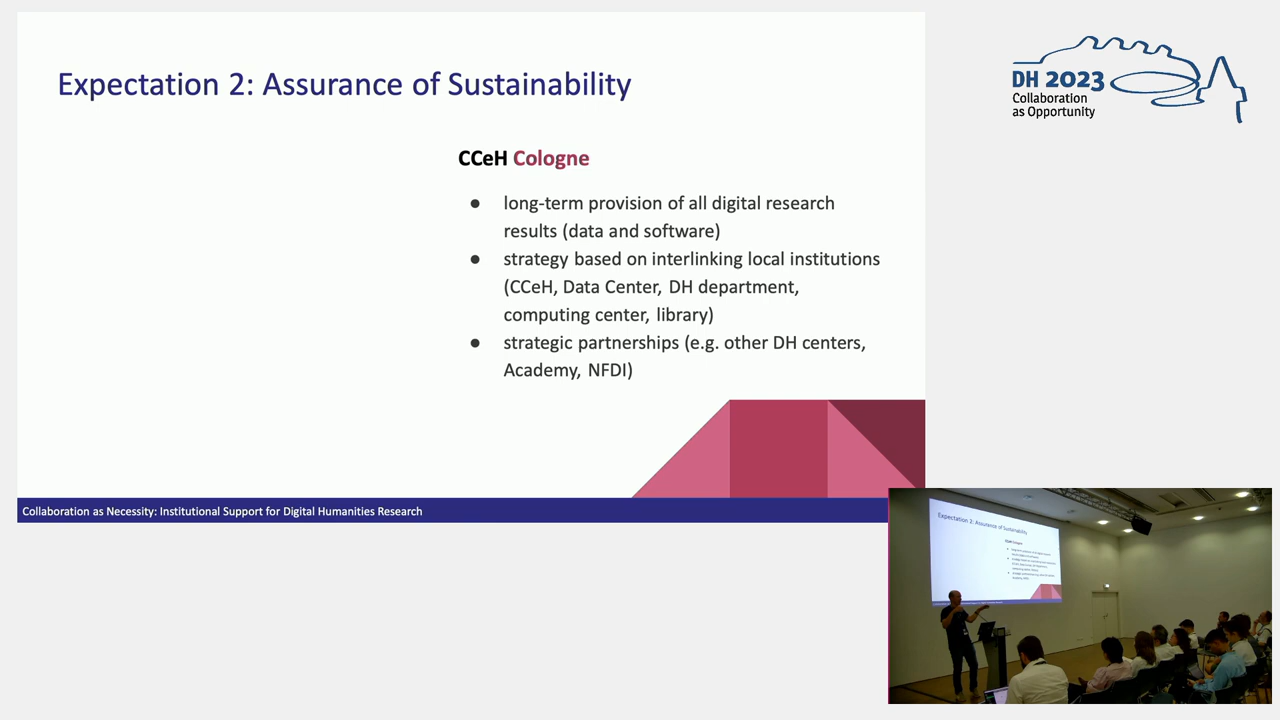 Expectation 2: Assurance of Sustainability
DH 2023
Collaboration
as Opportunity
CCeH Cologne
● long-term provision of all digital research
results (data and software)
● strategy based on interlinking local institutions
(CCeH, Data Center, DH department,
computing center, library)
● strategic partnerships (e.g. other DH centers,
Academy, NFDI)
Collaboration as Necessity: Institutional Support for Digital Humanities Research
Expectation 2: Assurance of Sustainability